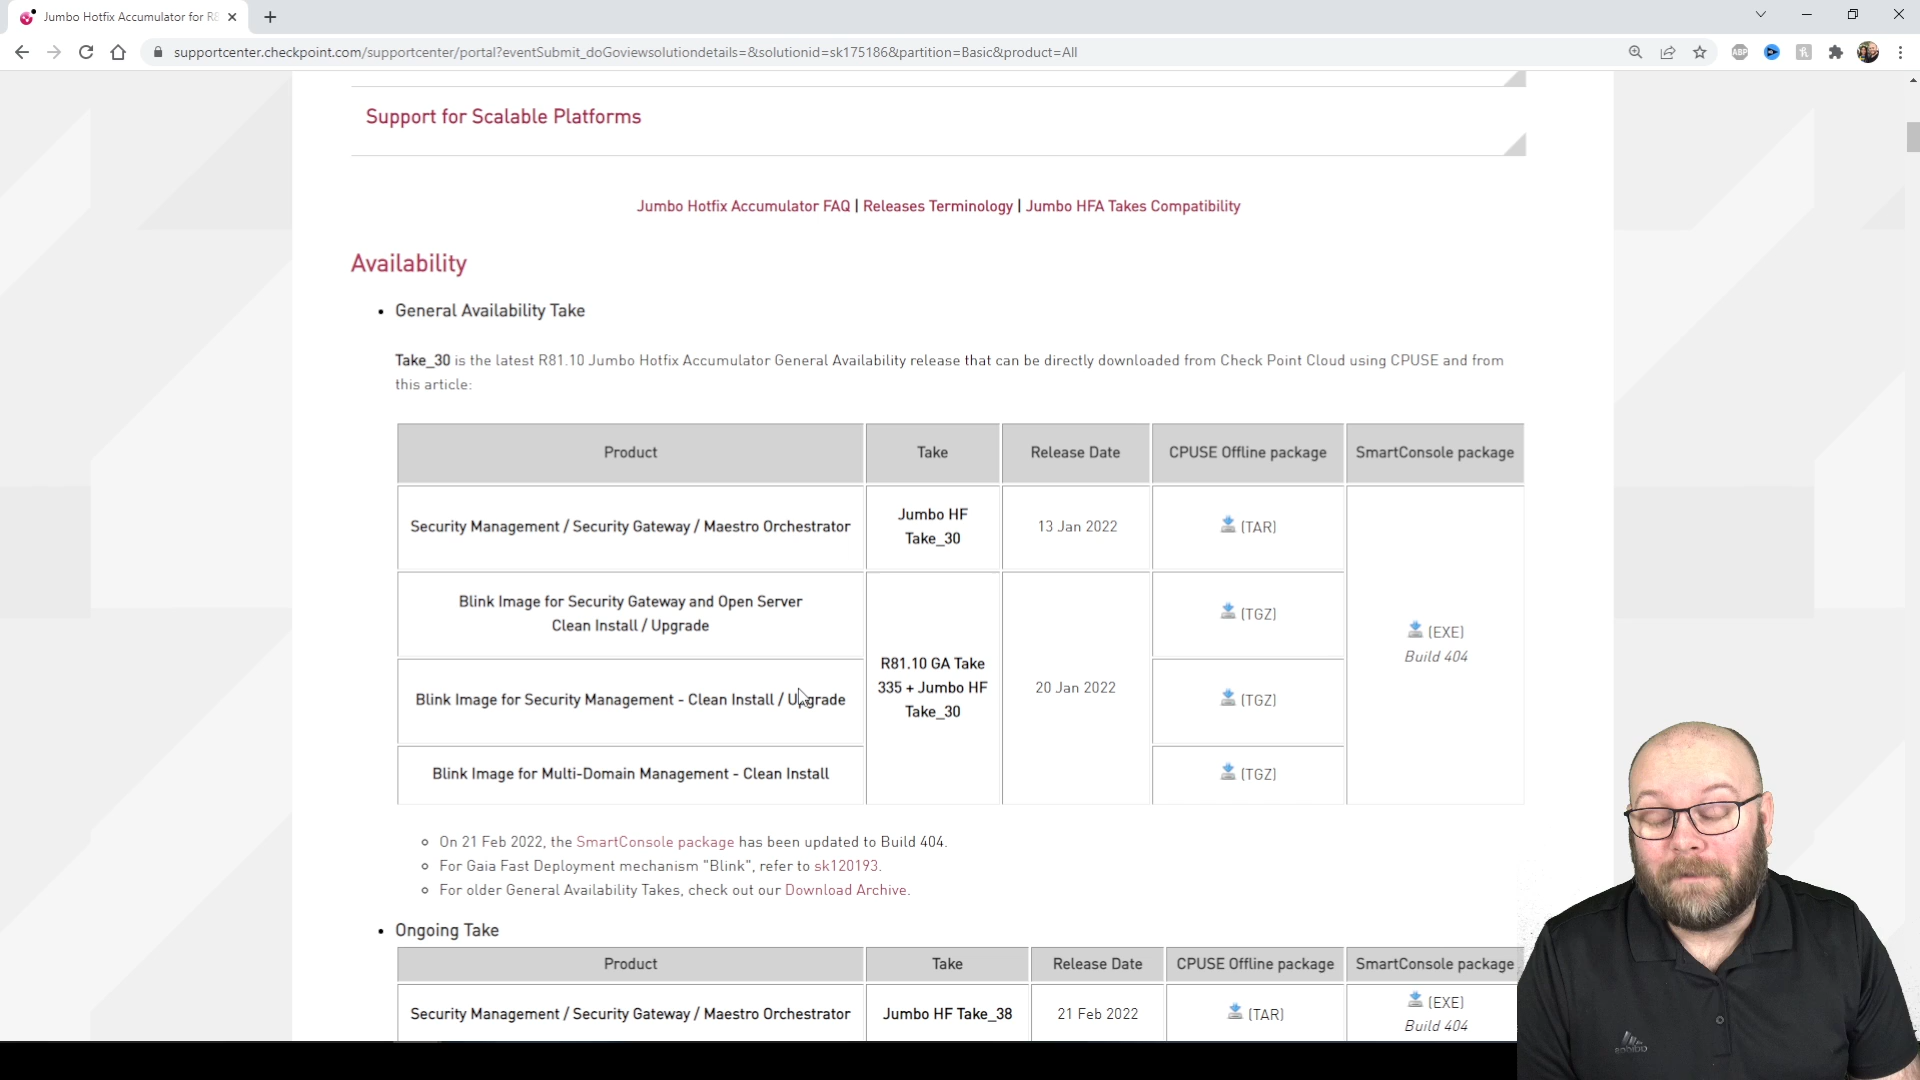 Jumbo Hotfix Accumulator for R8
supportcenter.checkpoint.com/supportcenter/portal?eventSubmit_doGoviewsolutiondetails=&solutionid=sk175186&partition=Basic&product=All
ABP
Support for Scalable Platforms
Jumbo Hotfix Accumulator FAQ | Releases Terminology | Jumbo HFA Takes Compatibility
Availability
• General Availability Take
Take_30 is the latest R81.10 Jumbo Hotfix Accumulator General Availability release that can be directly downloaded from Check Point Cloud using CPUSE and from
this article:
Product Take Release Date CPUSE Offline package SmartConsole package
Security Management / Security Gateway / Maestro Orchestrator
Jumbo HF
Take_30
13 Jan 2022
(TAR)
Blink Image for Security Gateway and Open Server
Clean Install / Upgrade
(TGZ)
(EXE)
Build 404
R81.10 GA Take
335 + Jumbo HF
Take_30
20 Jan 2022
Blink Image for Security Management - Clean Install / Upgrade
(TGZ)
Blink Image for Multi-Domain Management - Clean Install
(TGZ)
On 21 Feb 2022, the SmartConsole package has been updated to Build 404.
For Gaia Fast Deployment mechanism "Blink", refer to sk120193.
For older General Availability Takes, check out our Download Archive.
• Ongoing Take
Product Take Release Date CPUSE Offline package SmartConsole package
Security Management / Security Gateway / Maestro Orchestrator Jumbo HF Take_38 21 Feb 2022 (TAR)
(EXE)
Build 404
adidas